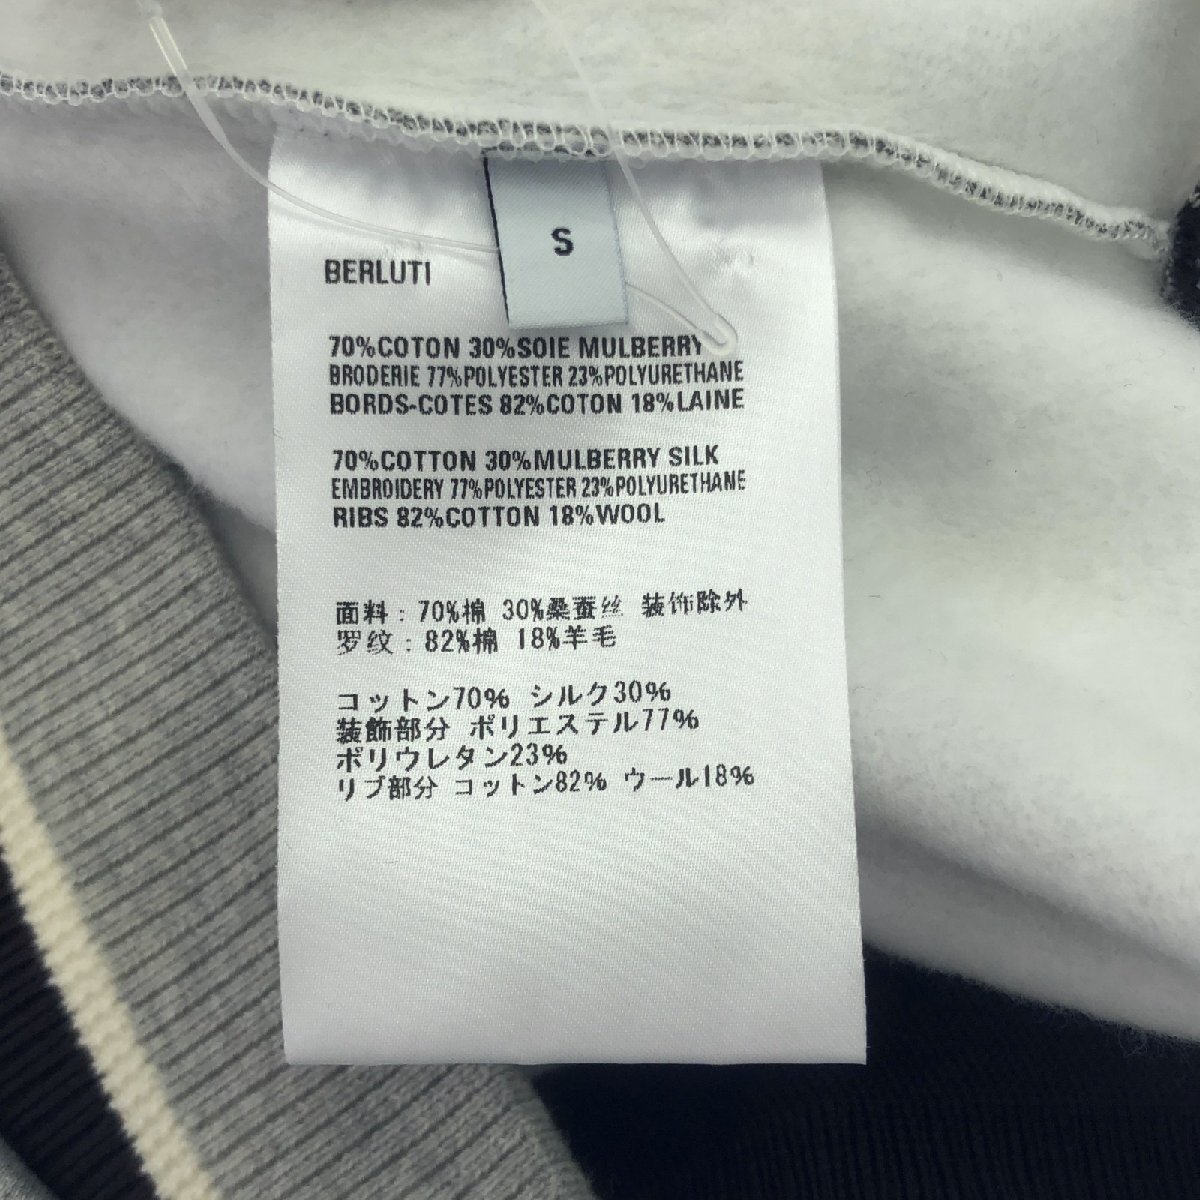 S
BERLUTI
70%COTON 30%SOIE MULBERRY
BRODERIE 77%POLYESTER 23%POLYURETHANE
BORDS-COTES 82%COTON 18%LAINE
70%COTTON 30%MULBERRY SILK
EMBROIDERY 77%POLYESTER 23%POLYURETHANE
RIBS 82%COTTON 18%WOOL
面料：70%棉 30%桑蚕丝 装饰除外
罗纹：82%棉 18%羊毛
コットン70% シルク30%
装飾部分 ポリエステル77%
ポリウレタン23%
リブ部分 コットン82% ウール18%